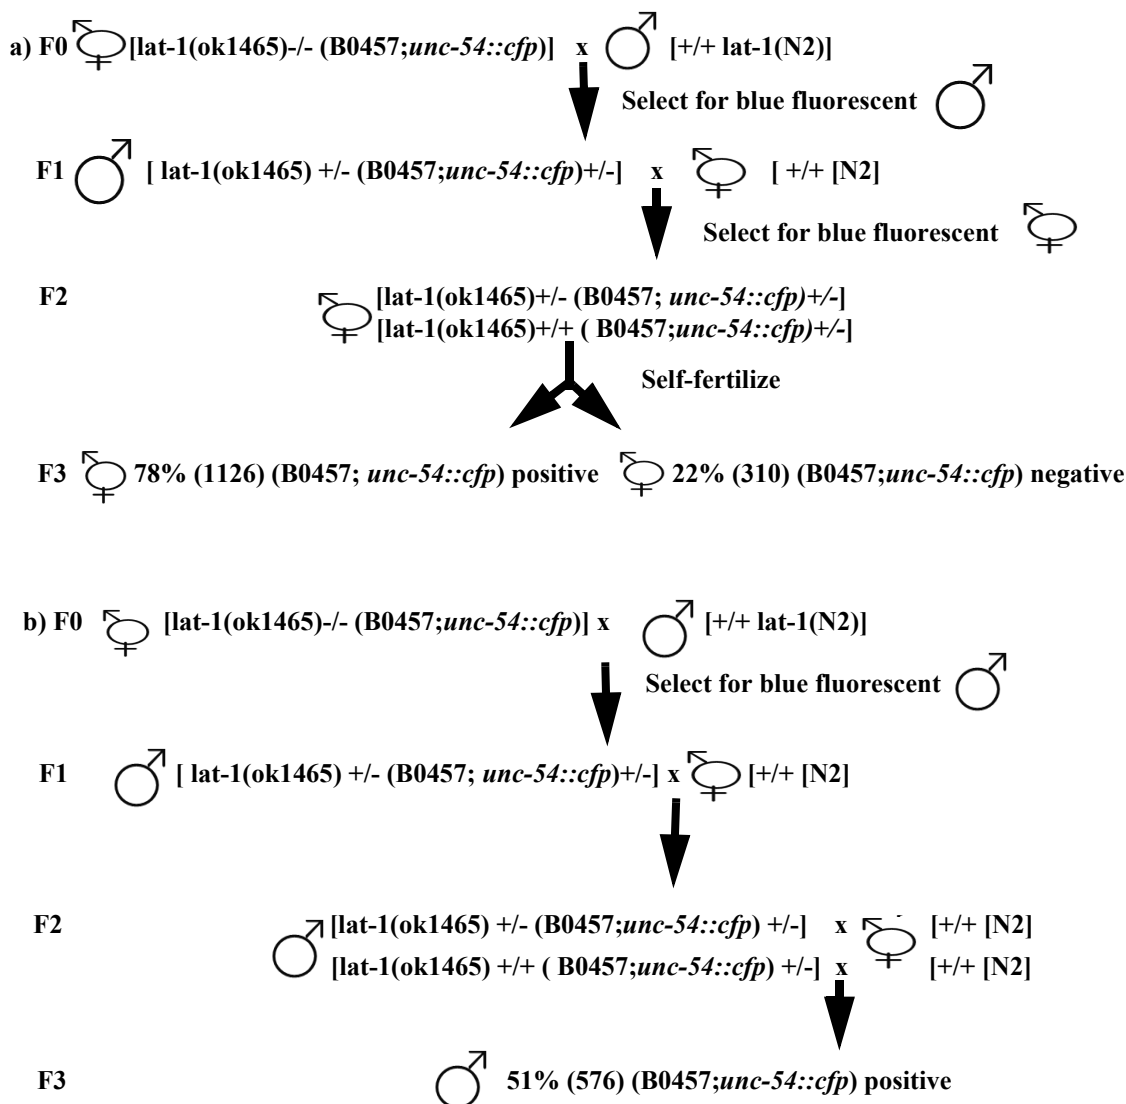 a) F0 [lat-1(ok1465)-/- (B0457;unc-54::cfp)] x [+/+ lat-1(N2)]
Select for blue fluorescent
F1 [ lat-1(ok1465) +/- (B0457;unc-54::cfp)+/-] x [ +/+ [N2]
Select for blue fluorescent
F2 [lat-1(ok1465)+/- (B0457; unc-54::cfp)+/-]
[lat-1(ok1465)+/+ ( B0457;unc-54::cfp)+/-]
Self-fertilize
F3 78% (1126) (B0457; unc-54::cfp) positive 22% (310) (B0457;unc-54::cfp) negative
b) F0 [lat-1(ok1465)-/- (B0457;unc-54::cfp)] x [+/+ lat-1(N2)]
Select for blue fluorescent
F1 [ lat-1(ok1465) +/- (B0457; unc-54::cfp)+/-] x [+/+ [N2]
F2 [lat-1(ok1465) +/- (B0457;unc-54::cfp) +/-] x [+/+ [N2]
[lat-1(ok1465) +/+ ( B0457;unc-54::cfp) +/-] x [+/+ [N2]
F3 51% (576) (B0457;unc-54::cfp) positive